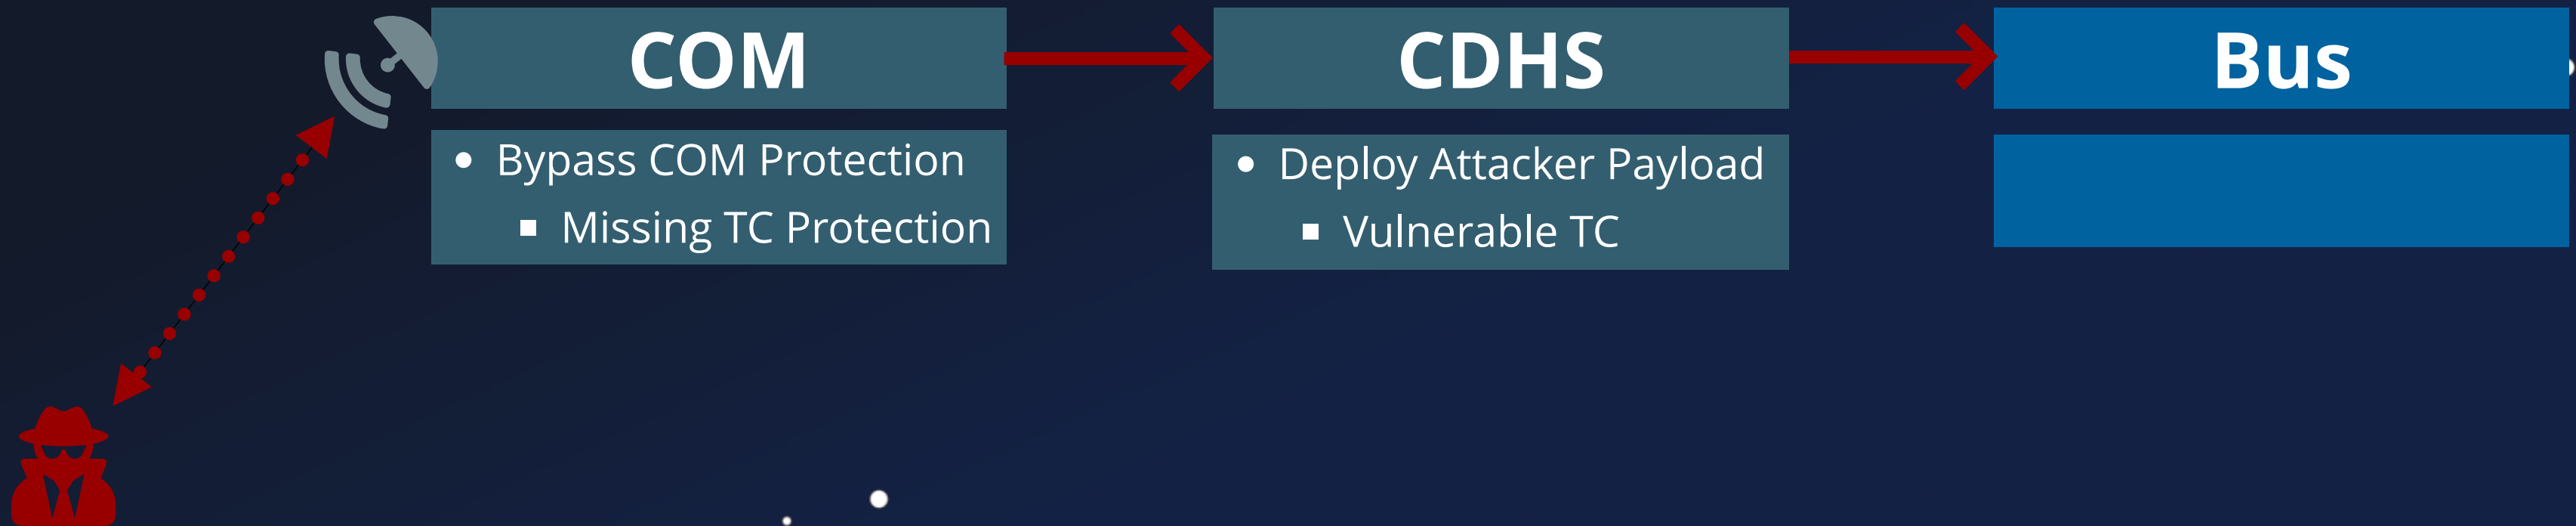 COM
CDHS
Bus
Bypass COM Protection
Missing TC Protection
Deploy Attacker Payload
Vulnerable TC